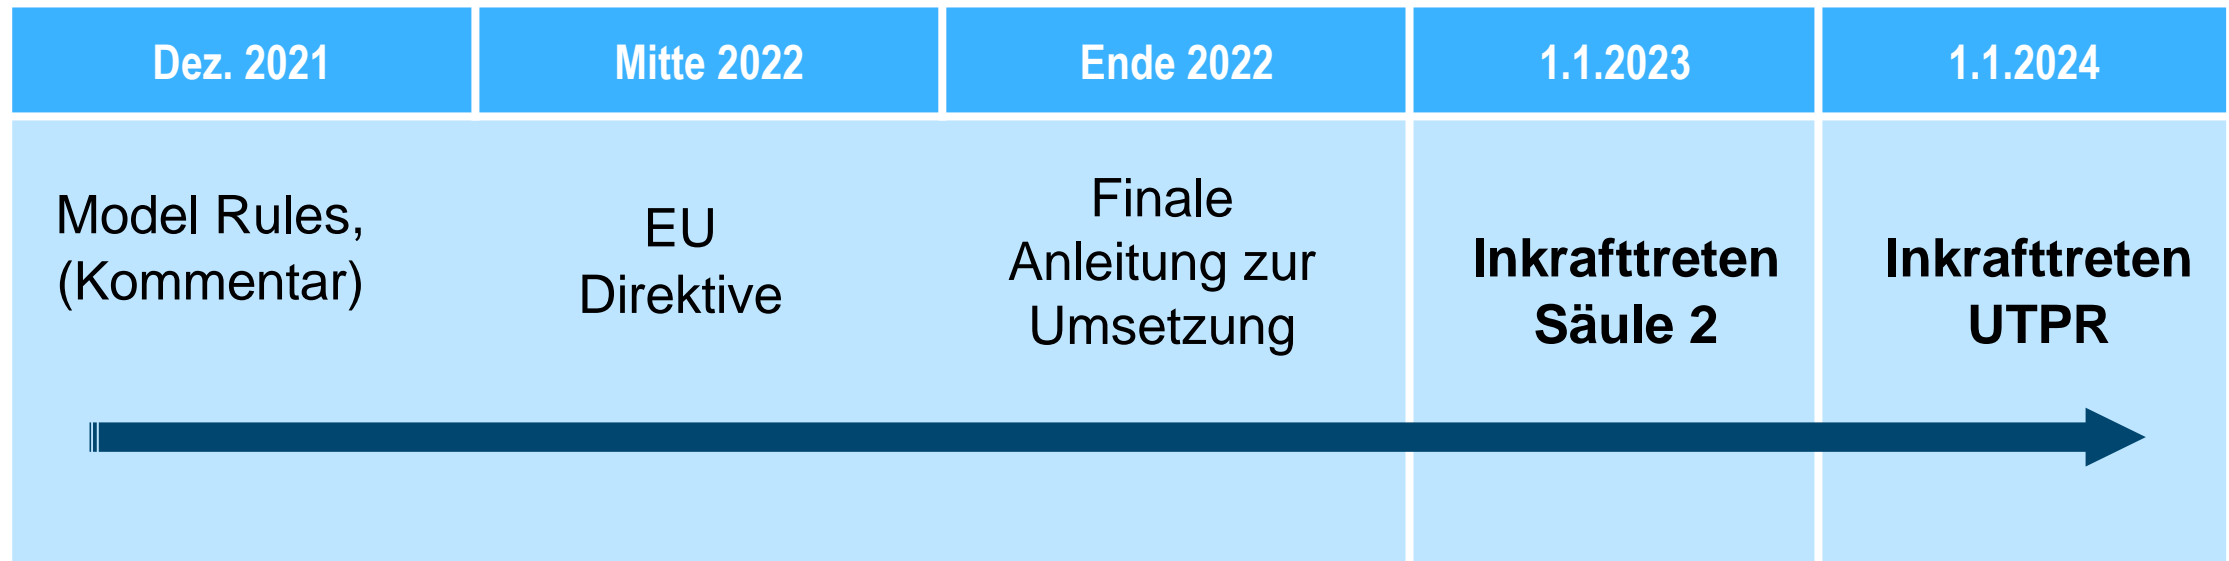 Dez. 2021
Mitte 2022
Ende 2022
1.1.2023
1.1.2024
Model Rules,
(Kommentar)
EU
Direktive
Finale
Anleitung zur
Umsetzung
Inkrafttreten
Säule 2
Inkrafttreten
UTPR